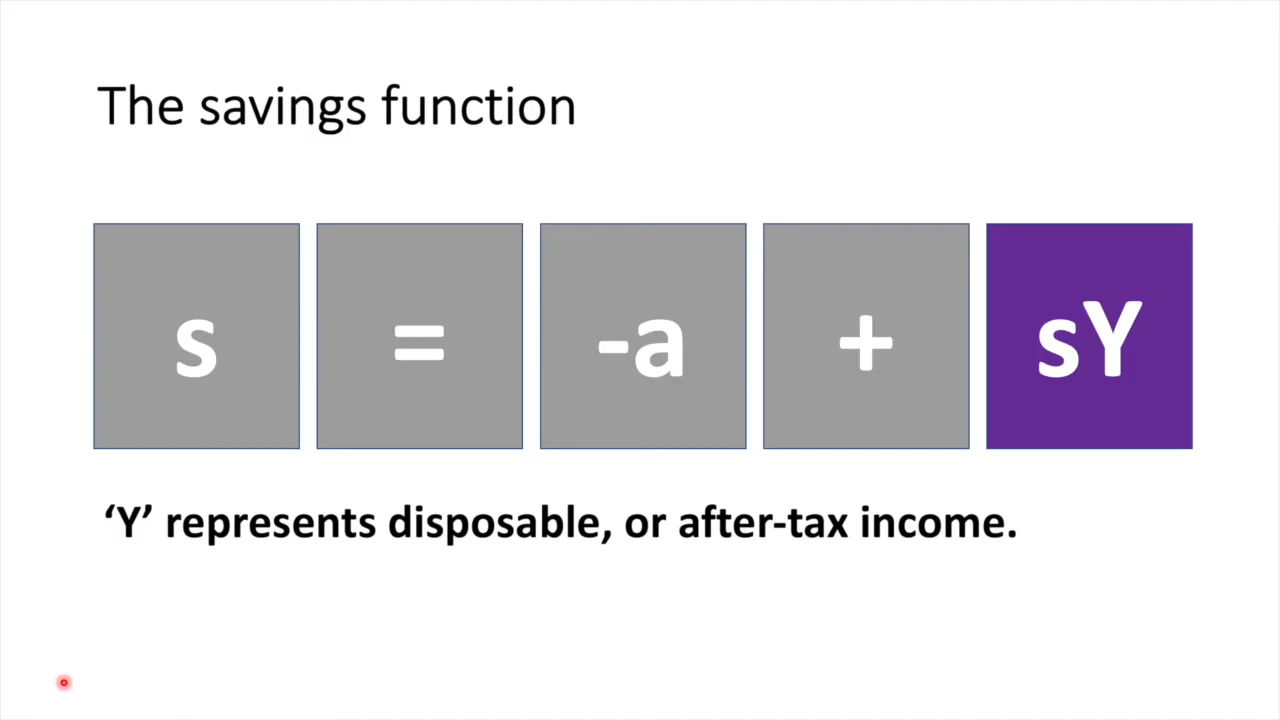 The savings function
s = -a + sY
‘Y’ represents disposable, or after-tax income.